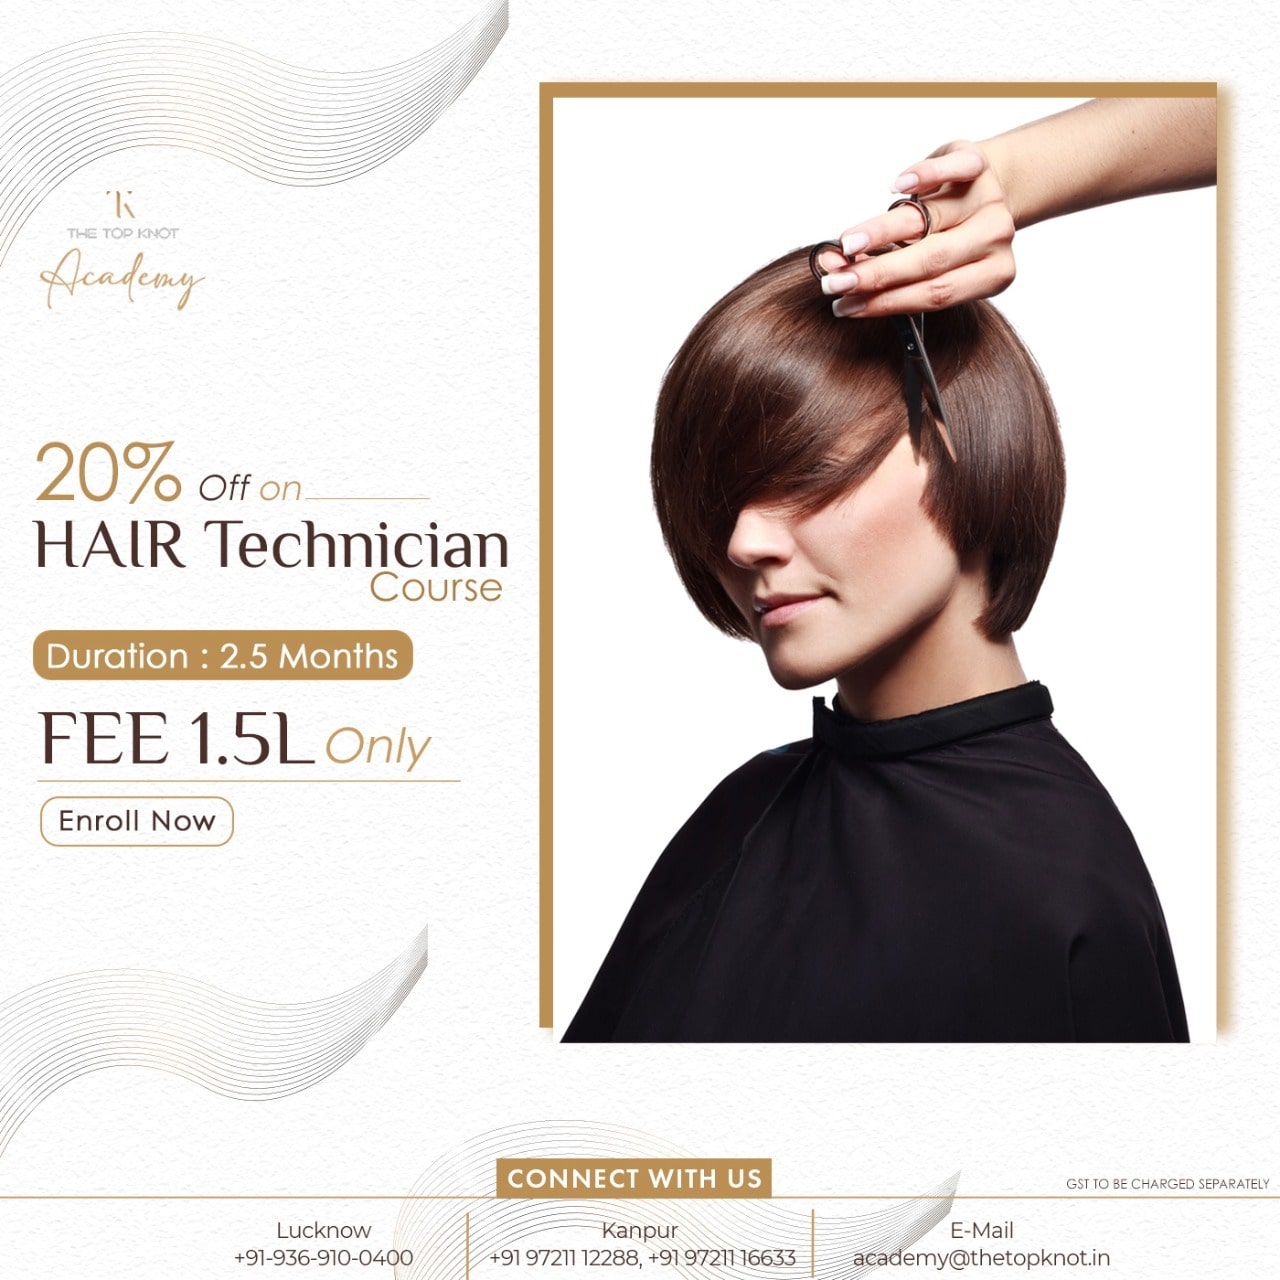 TK
THE TOP KNOT
Academy
20% Off on
HAIR Technician
Course
Duration : 2.5 Months
FEE 1.5L Only
Enroll Now
CONNECT WITH US
GST TO BE CHARGED SEPARATELY
Lucknow
+91-936-910-0400
Kanpur
+91 97211 12288, +91 97211 16633
E-Mail
academy@thetopknot.in